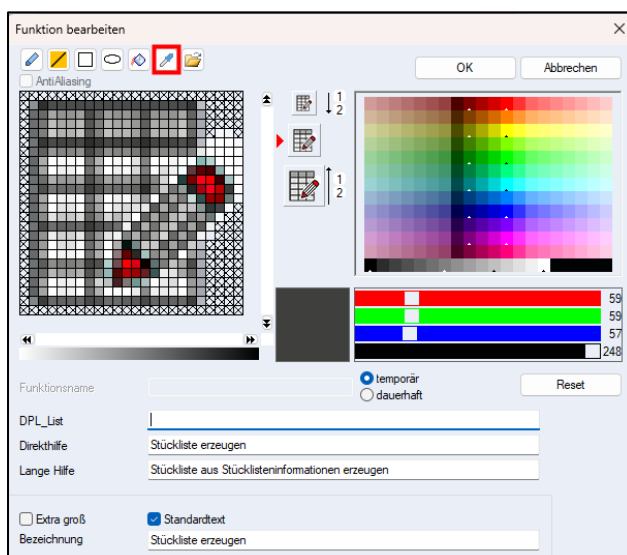 Funktion bearbeiten
AntiAliasing
OK
Abbrechen
1
2
1
2
59
59
57
248
Funktionsname
temporär
dauerhaft
Reset
DPL_List
Direkthilfe
Stückliste erzeugen
Lange Hilfe
Stückliste aus Stücklisteninformationen erzeugen
Extra groß
Standardtext
Bezeichnung
Stückliste erzeugen